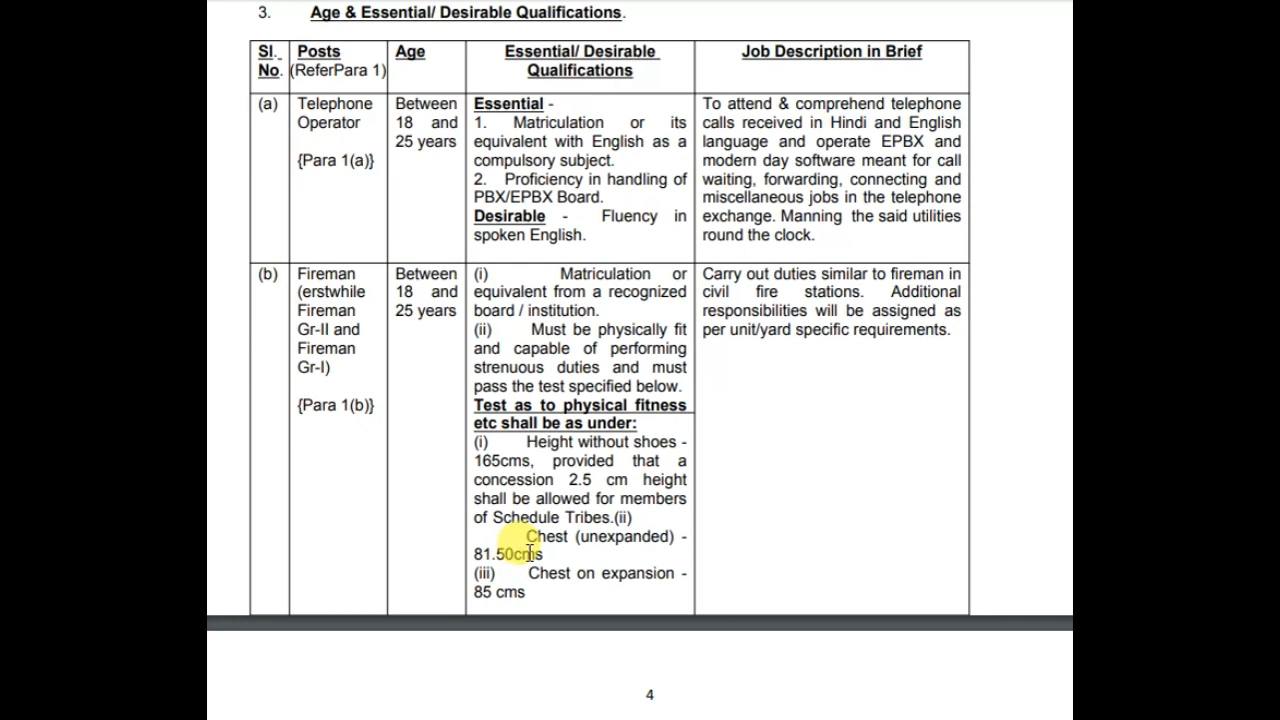 3. Age & Essential/ Desirable Qualifications.
Sl. No. Posts (ReferPara 1) Age Essential/ Desirable Qualifications Job Description in Brief
(a)
Telephone
Operator
{Para 1(a)}
Between
18 and
25 years
Essential -
1. Matriculation or its
equivalent with English as a
compulsory subject.
2. Proficiency in handling of
PBX/EPBX Board.
Desirable - Fluency in
spoken English.
To attend & comprehend telephone
calls received in Hindi and English
language and operate EPBX and
modern day software meant for call
waiting, forwarding, connecting and
miscellaneous jobs in the telephone
exchange. Manning the said utilities
round the clock.
(b)
Fireman
(erstwhile
Fireman
Gr-II and
Fireman
Gr-I)
{Para 1(b)}
Between
18 and
25 years
(i) Matriculation or
equivalent from a recognized
board / institution.
(ii) Must be physically fit
and capable of performing
strenuous duties and must
pass the test specified below.
Test as to physical fitness
etc shall be as under:
(i) Height without shoes -
165cms, provided that a
concession 2.5 cm height
shall be allowed for members
of Schedule Tribes.(ii)
Chest (unexpanded) -
81.50cms
(iii) Chest on expansion -
85 cms
Carry out duties similar to fireman in
civil fire stations. Additional
responsibilities will be assigned as
per unit/yard specific requirements.
4